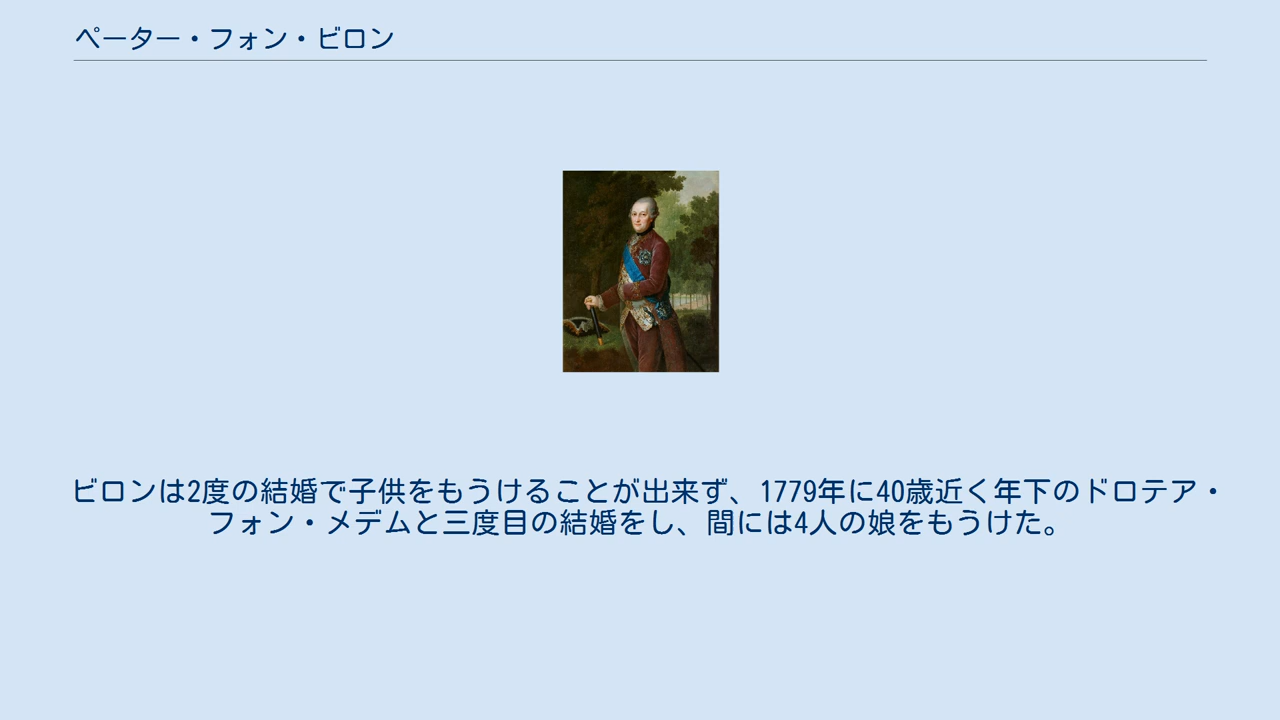 ペーター・フォン・ビロン
ビロンは2度の結婚で子供をもうけることが出来ず、1779年に40歳近く年下のドロテア・
フォン・メデムと三度目の結婚をし、間には4人の娘をもうけた。